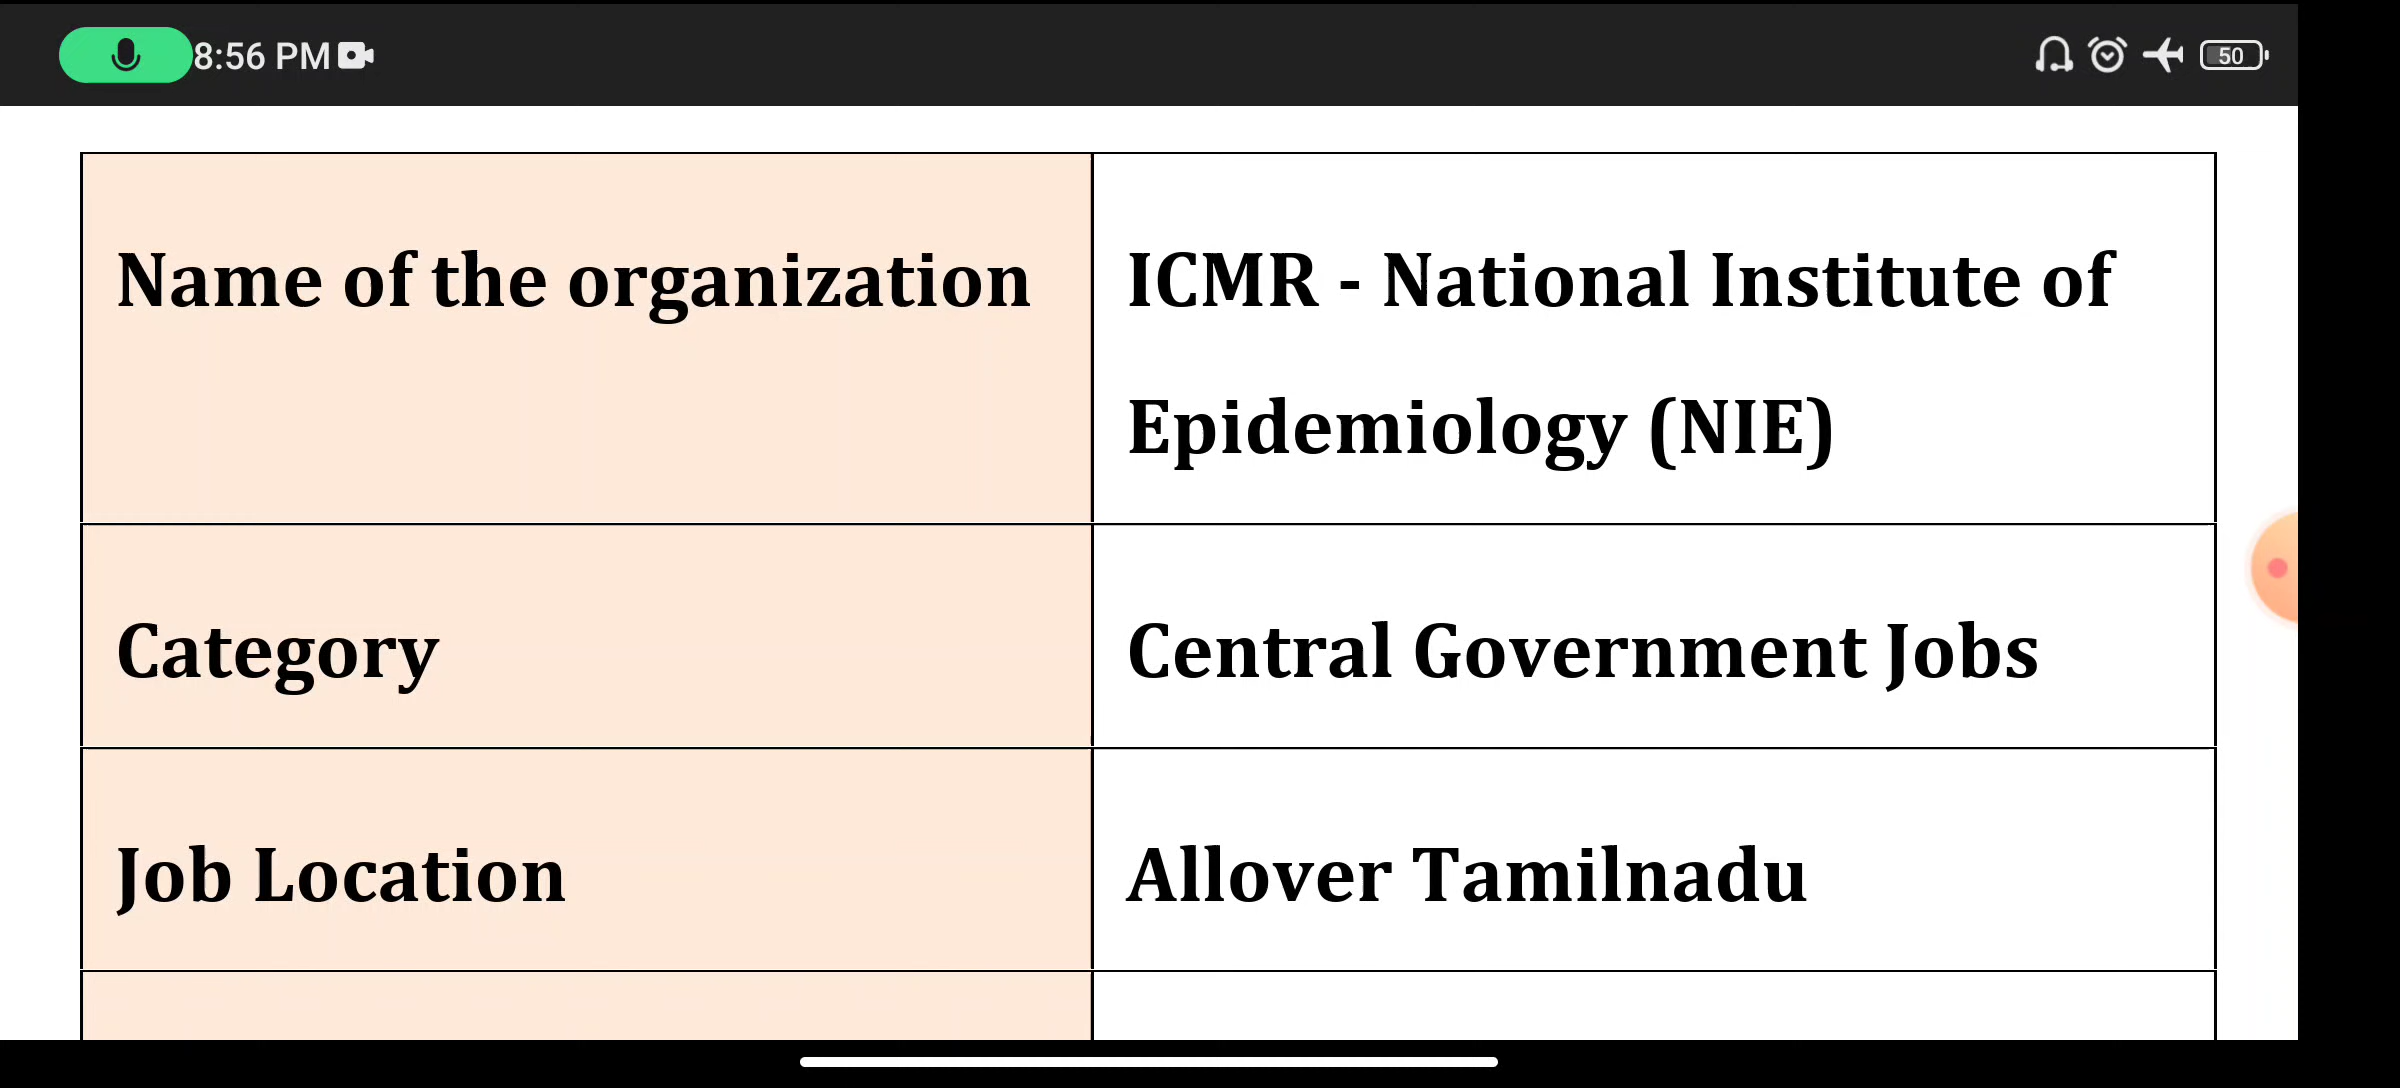 8:56 PM
50
Name of the organization
ICMR - National Institute of
Epidemiology (NIE)
Category
Central Government Jobs
Job Location
Allover Tamilnadu